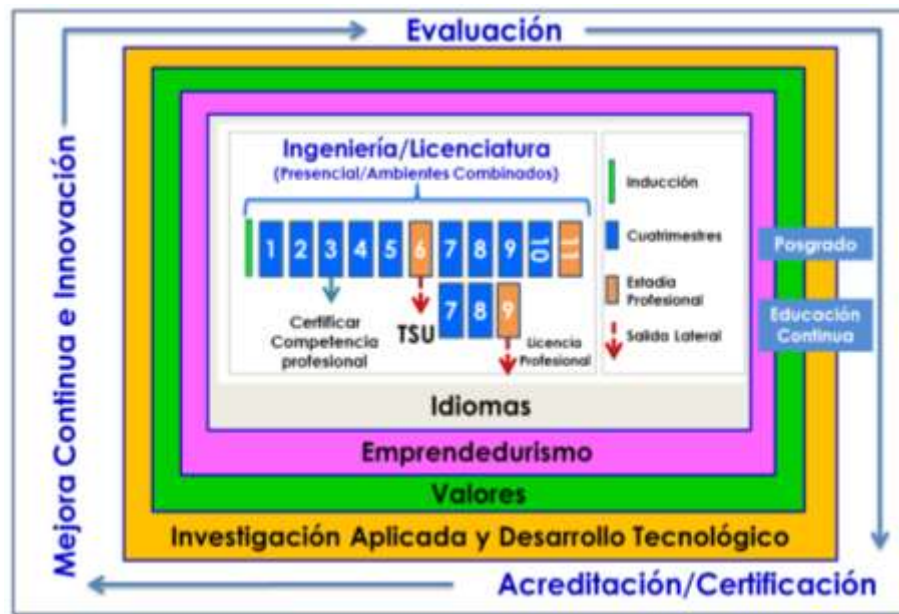 Evaluación
Mejora Continua e Innovación
Ingeniería/Licenciatura
(Presencial/Ambientes Combinados)
1 2 3 4 5 6 7 8 9 10 11
7 8 9
Certificar
Competencia
profesional
TSU
Licencia
Profesional
Inducción
Cuatrimestres
Estadía
Profesional
Salida Lateral
Posgrado
Educación
Continua
Idiomas
Emprendedurismo
Valores
Investigación Aplicada y Desarrollo Tecnológico
Acreditación/Certificación